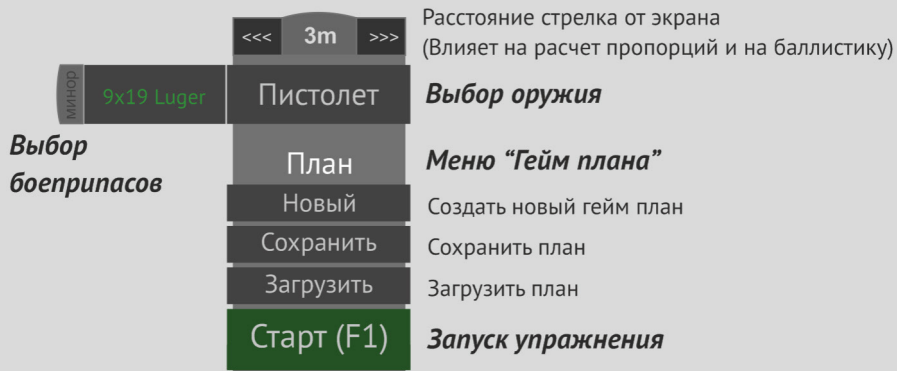 <<< 3m >>>
Расстояние стрелка от экрана
(Влияет на расчет пропорций и на баллистику)
минор 9x19 Luger Пистолет
Выбор оружия
Выбор
боеприпасов
План
Меню “Гейм плана”
Новый
Создать новый гейм план
Сохранить
Сохранить план
Загрузить
Загрузить план
Старт (F1)
Запуск упражнения